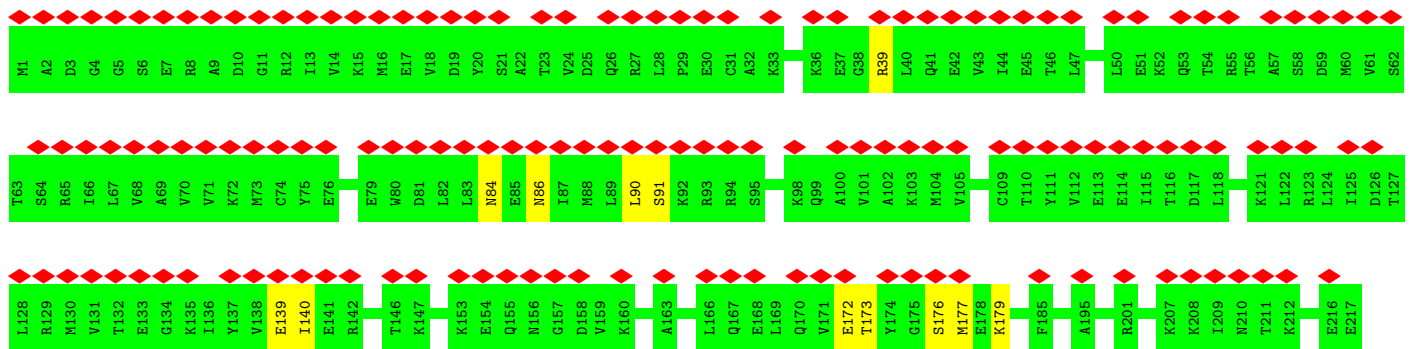 M1 A2 D3 G4 G5 S6 E7 R8 A9 D10 G11 R12 I13 V14 K15 M16 E17 V18 D19 Y20 S21 A22 T23 V24 D25 Q26 R27 L28 P29 E30 C31 A32 K33 K36 E37 G38 R39 L40 Q41 E42 V43 I44 E45 T46 L47 L50 E51 K52 Q53 T54 R55 T56 A57 S58 D59 M60 V61 S62
T63 S64 R65 I66 L67 V68 A69 V70 V71 K72 M73 C74 Y75 E76 E79 W80 D81 L82 L83 N84 E85 N86 I87 M88 L89 L90 S91 K92 R93 R94 S95 K98 Q99 A100 V101 A102 K103 M104 V105 C109 T110 Y111 V112 E113 E114 I115 T116 D117 L118 K121 L122 R123 L124 I125 D126 T127
L128 R129 M130 V131 T132 E133 G134 K135 I136 Y137 V138 E139 I140 E141 R142 T146 K147 K153 E154 Q155 N156 G157 D158 V159 K160 A163 L166 Q167 E168 L169 Q170 V171 E172 T173 Y174 G175 S176 M177 E178 K179 F185 A195 R201 K207 K208 I209 N210 T211 K212 E216 E217